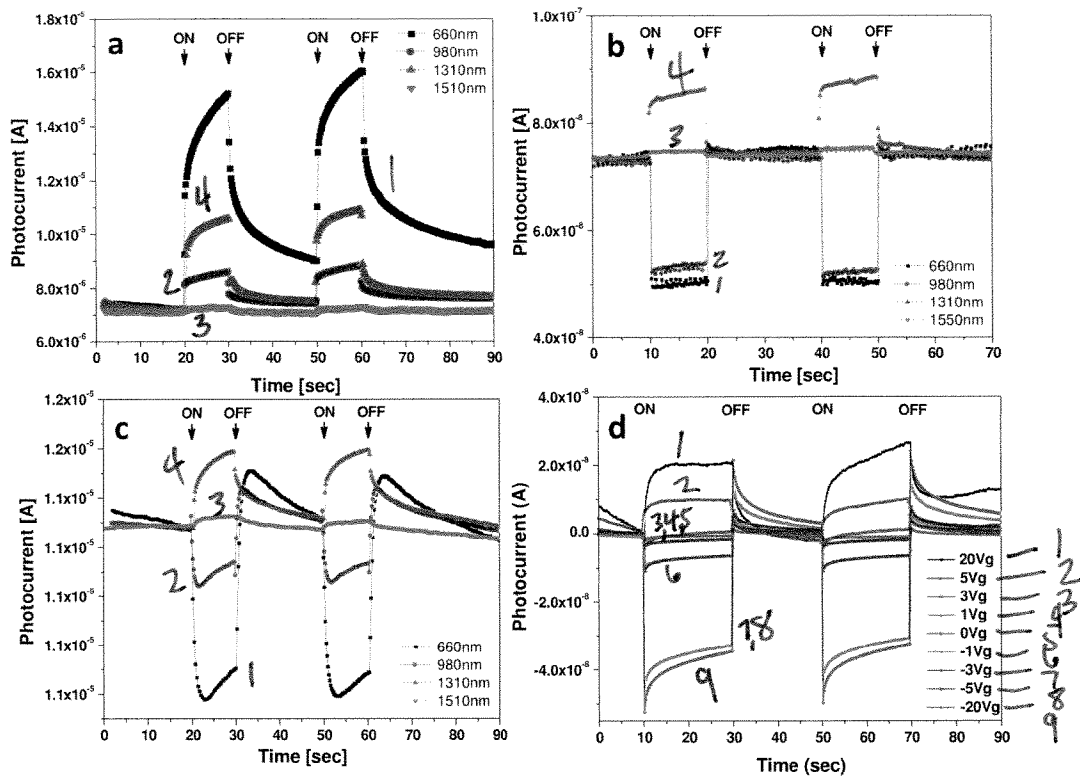 a
ON OFF ON OFF
660nm
980nm
1310nm
1510nm
1.8x10⁻⁵
1.6x10⁻⁵
1.4x10⁻⁵
1.2x10⁻⁵
1.0x10⁻⁵
8.0x10⁻⁶
6.0x10⁻⁶
Photocurrent [A]
1
4
2
3
0 10 20 30 40 50 60 70 80 90
Time [sec]
b
ON OFF ON OFF
1.0x10⁻⁷
8.0x10⁻⁸
6.0x10⁻⁸
4.0x10⁻⁸
Photocurrent [A]
4
3
2
1
660nm
980nm
1310nm
1550nm
0 10 20 30 40 50 60 70
Time [sec]
c
ON OFF ON OFF
1.2x10⁻⁵
1.2x10⁻⁵
1.1x10⁻⁵
1.1x10⁻⁵
1.1x10⁻⁵
1.1x10⁻⁵
Photocurrent [A]
4
3
2
1
660nm
980nm
1310nm
1510nm
0 10 20 30 40 50 60 70 80 90
Time [sec]
d
ON OFF ON OFF
4.0x10⁻⁸
2.0x10⁻⁸
0.0
-2.0x10⁻⁸
-4.0x10⁻⁸
Photocurrent (A)
1
2
3,4,5
6
7,8
9
20Vg 1
5Vg 2
3Vg 3
1Vg 4
0Vg 5
-1Vg 6
-3Vg 7
-5Vg 8
-20Vg 9
0 10 20 30 40 50 60 70 80 90
Time (sec)